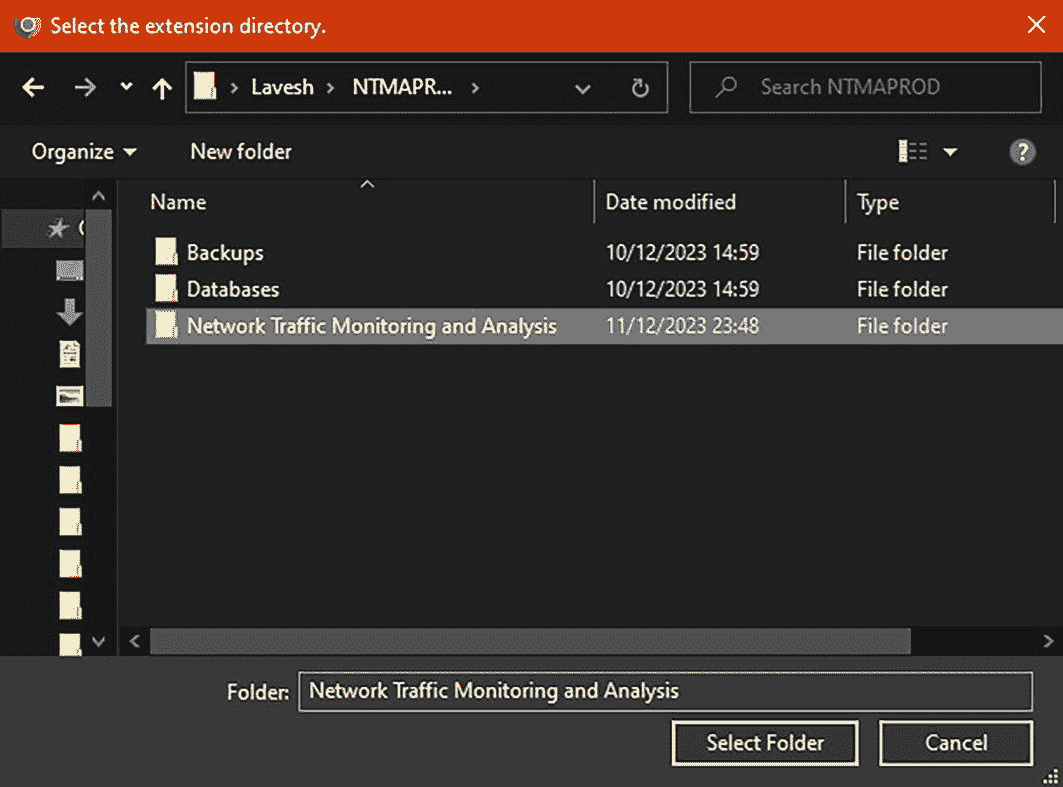 Select the extension directory.
Lavesh NTMAPR...
Search NTMAPROD
Organize New folder
Name Date modified Type
Backups 10/12/2023 14:59 File folder
Databases 10/12/2023 14:59 File folder
Network Traffic Monitoring and Analysis 11/12/2023 23:48 File folder
Folder: Network Traffic Monitoring and Analysis
Select Folder Cancel